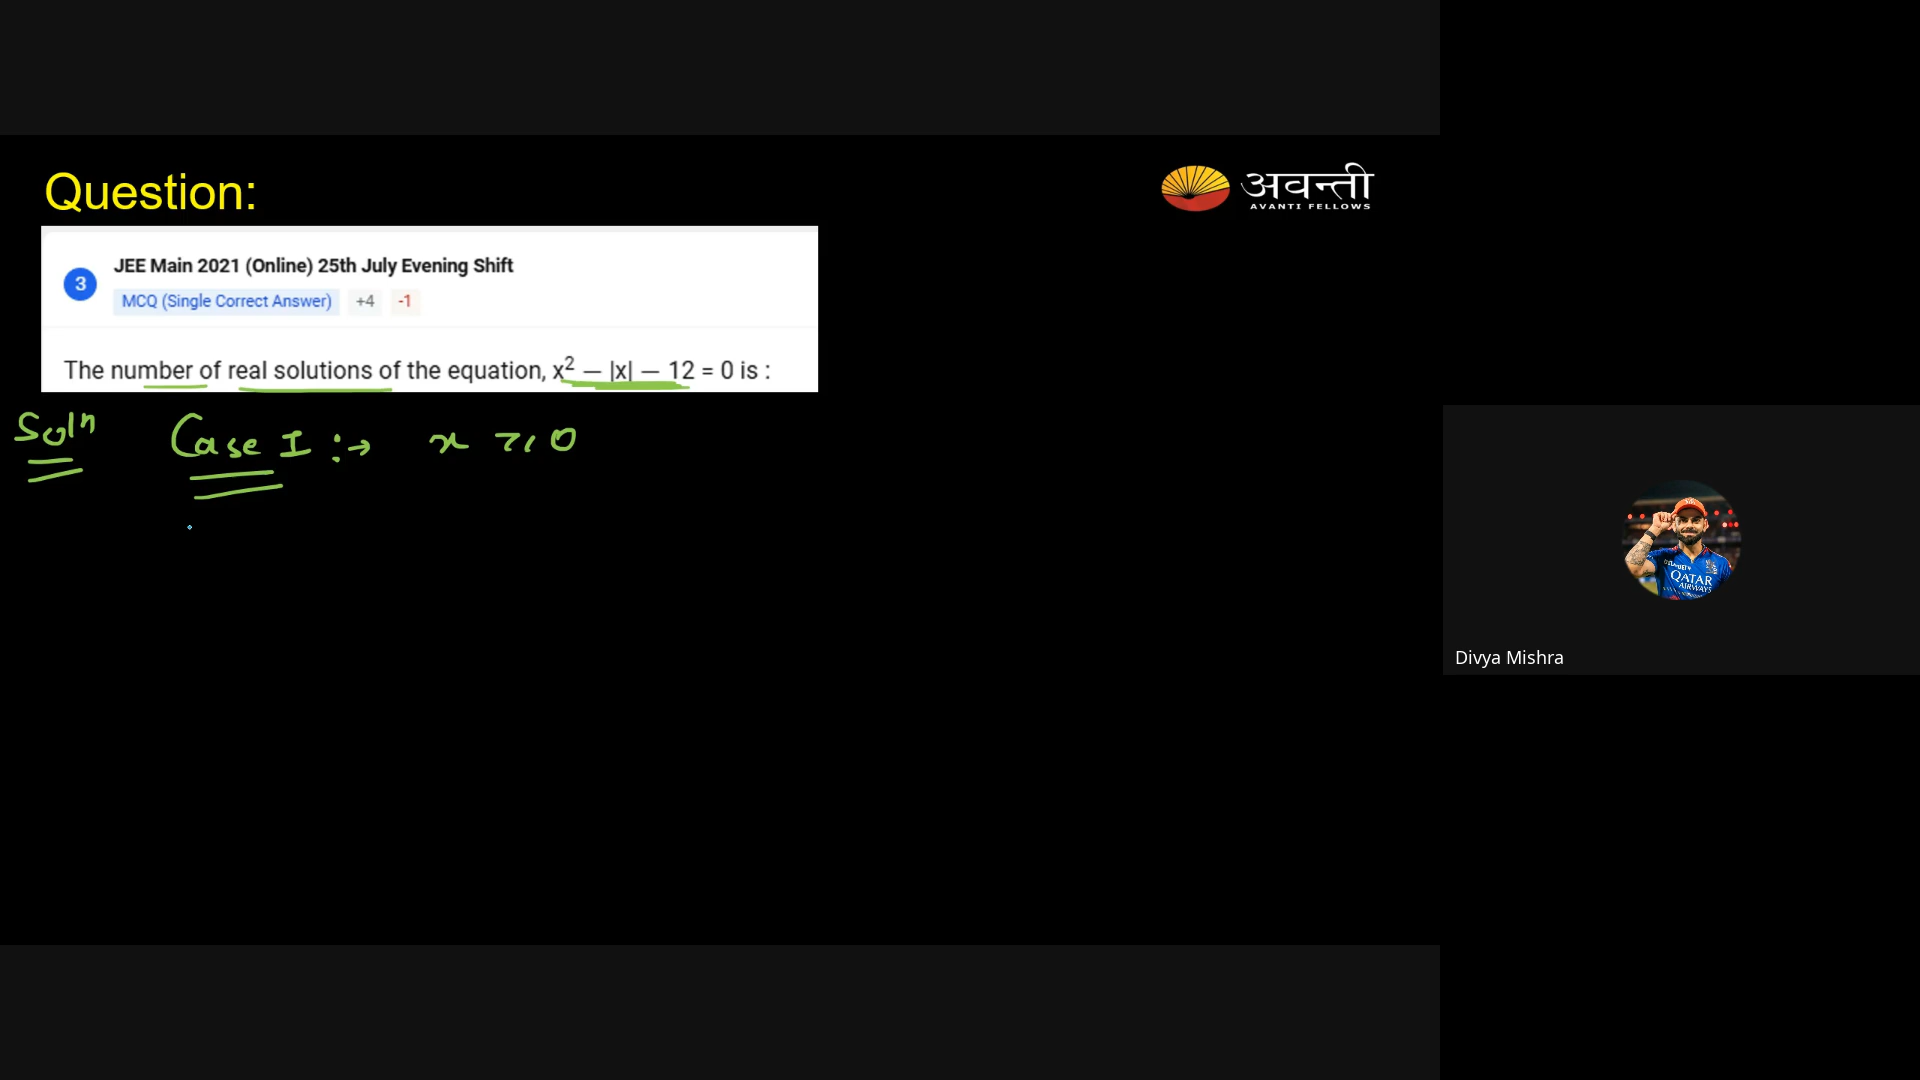 Question:
अवन्ती
AVANTI FELLOWS
3
JEE Main 2021 (Online) 25th July Evening Shift
MCQ (Single Correct Answer) +4 -1
The number of real solutions of the equation, x² – |x| – 12 = 0 is :
Soln Case I :→ x ≥ 0
QATAR
AIRWAYS
Divya Mishra